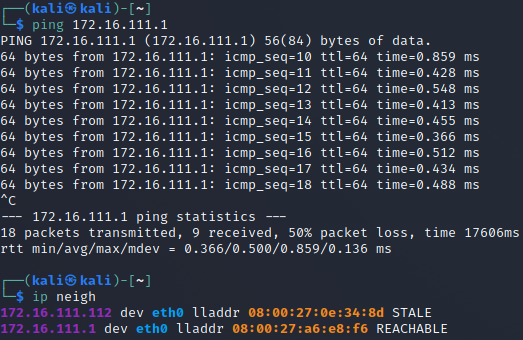 ┌──(kali㉿kali)-[~]
└─$ ping 172.16.111.1
PING 172.16.111.1 (172.16.111.1) 56(84) bytes of data.
64 bytes from 172.16.111.1: icmp_seq=10 ttl=64 time=0.859 ms
64 bytes from 172.16.111.1: icmp_seq=11 ttl=64 time=0.428 ms
64 bytes from 172.16.111.1: icmp_seq=12 ttl=64 time=0.548 ms
64 bytes from 172.16.111.1: icmp_seq=13 ttl=64 time=0.413 ms
64 bytes from 172.16.111.1: icmp_seq=14 ttl=64 time=0.455 ms
64 bytes from 172.16.111.1: icmp_seq=15 ttl=64 time=0.366 ms
64 bytes from 172.16.111.1: icmp_seq=16 ttl=64 time=0.512 ms
64 bytes from 172.16.111.1: icmp_seq=17 ttl=64 time=0.434 ms
64 bytes from 172.16.111.1: icmp_seq=18 ttl=64 time=0.488 ms
^C
--- 172.16.111.1 ping statistics ---
18 packets transmitted, 9 received, 50% packet loss, time 17606ms
rtt min/avg/max/mdev = 0.366/0.500/0.859/0.136 ms
┌──(kali㉿kali)-[~]
└─$ ip neigh
172.16.111.112 dev eth0 lladdr 08:00:27:0e:34:8d STALE
172.16.111.1 dev eth0 lladdr 08:00:27:a6:e8:f6 REACHABLE